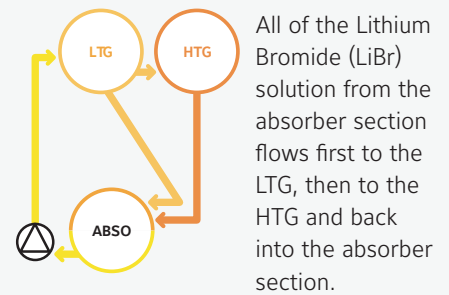 LTG
HTG
ABSO
All of the Lithium
Bromide (LiBr)
solution from the
absorber section
flows first to the
LTG, then to the
HTG and back
into the absorber
section.